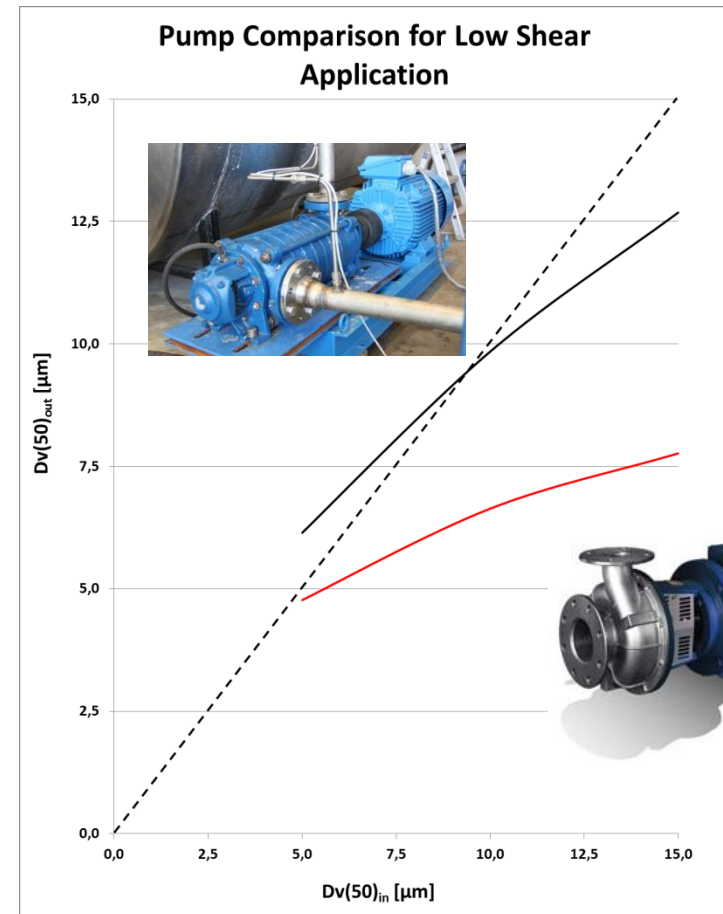 Pump Comparison for Low Shear
Application
15,0
12,5
10,0
7,5
5,0
2,5
0,0
Dv(50)out [µm]
0,0 2,5 5,0 7,5 10,0 12,5 15,0
Dv(50)in [µm]